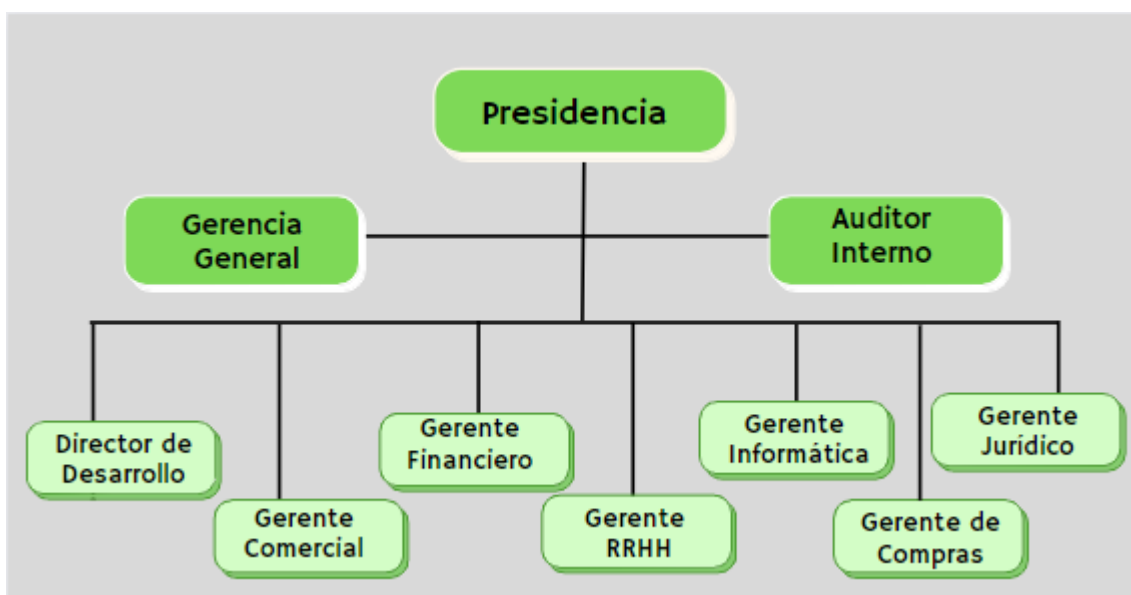 Presidencia
Gerencia
General
Auditor
Interno
Director de
Desarrollo
Gerente
Comercial
Gerente
Financiero
Gerente
RRHH
Gerente
Informática
Gerente de
Compras
Gerente
Jurídico